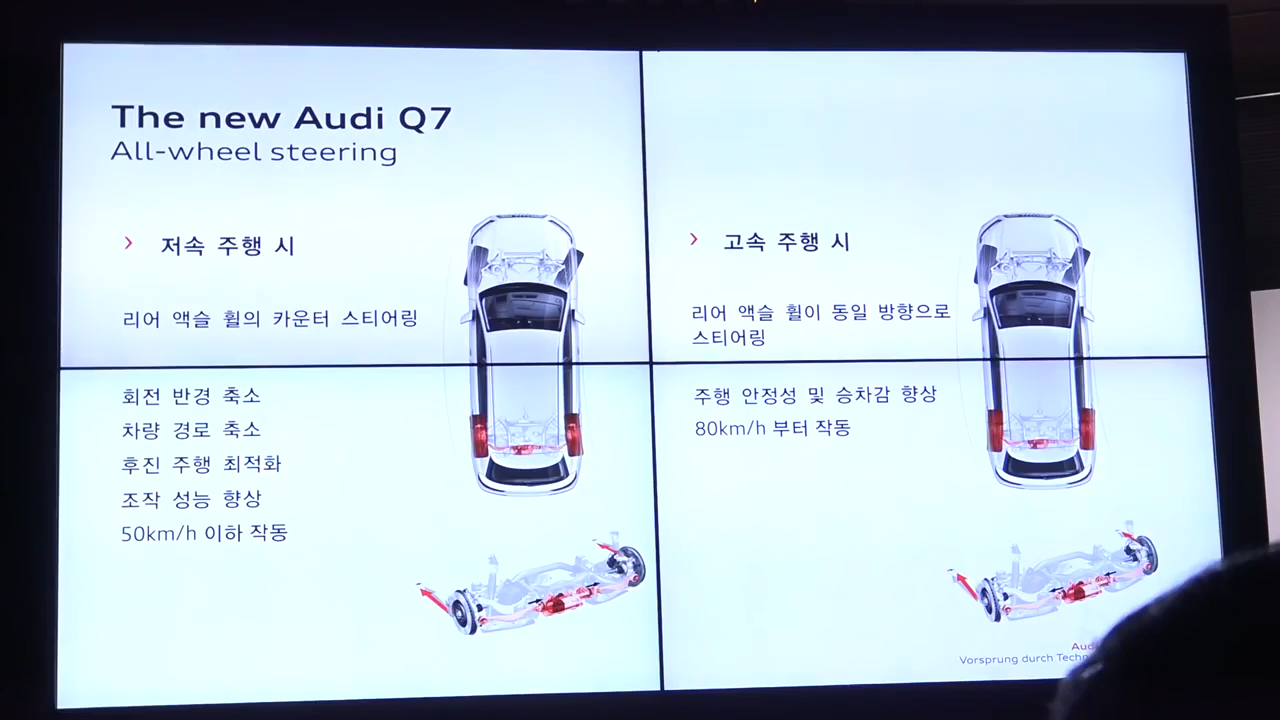 The new Audi Q7
All-wheel steering
› 저속 주행 시
리어 액슬 휠의 카운터 스티어링
회전 반경 축소
차량 경로 축소
후진 주행 최적화
조작 성능 향상
50km/h 이하 작동
› 고속 주행 시
리어 액슬 휠이 동일 방향으로
스티어링
주행 안정성 및 승차감 향상
80km/h 부터 작동
Vorsprung durch